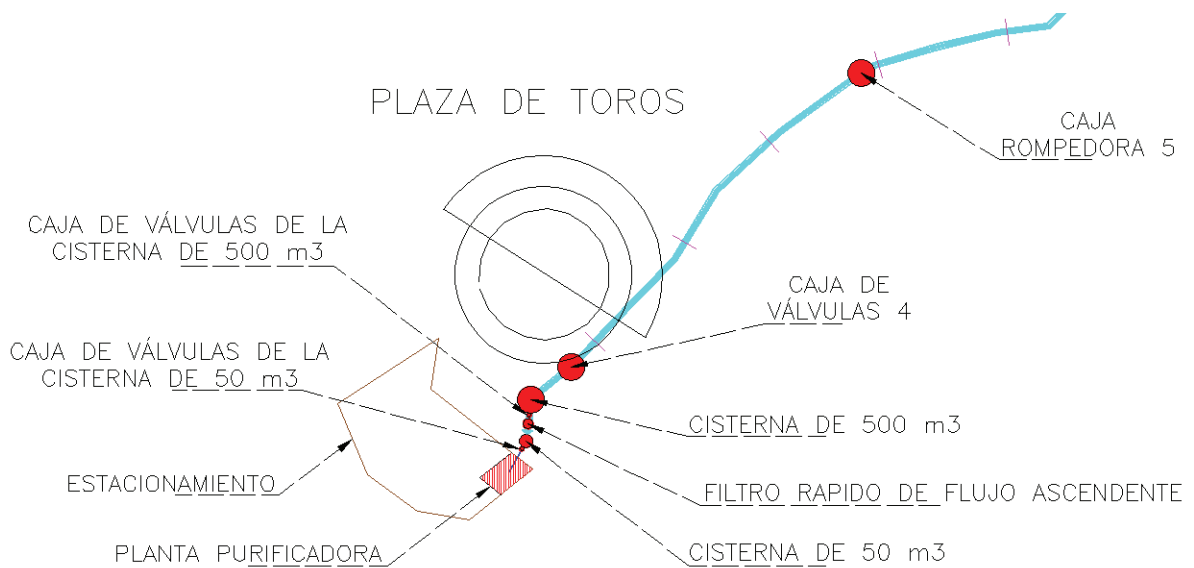 PLAZA DE TOROS
CAJA
ROMPEDORA 5
CAJA DE VÁLVULAS DE LA
CISTERNA DE 500 m3
CAJA DE
VÁLVULAS 4
CAJA DE VÁLVULAS DE LA
CISTERNA DE 50 m3
CISTERNA DE 500 m3
ESTACIONAMIENTO
FILTRO RAPIDO DE FLUJO ASCENDENTE
PLANTA PURIFICADORA
CISTERNA DE 50 m3